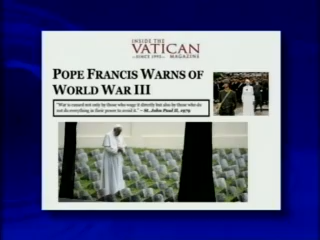 INSIDE THE
VATICAN
SINCE 1993
MAGAZINE
POPE FRANCIS WARNS OF
WORLD WAR III
"War is caused not only by those who wage it directly but also by those who do
not do everything in their power to avoid it." — St. John Paul II, 1979